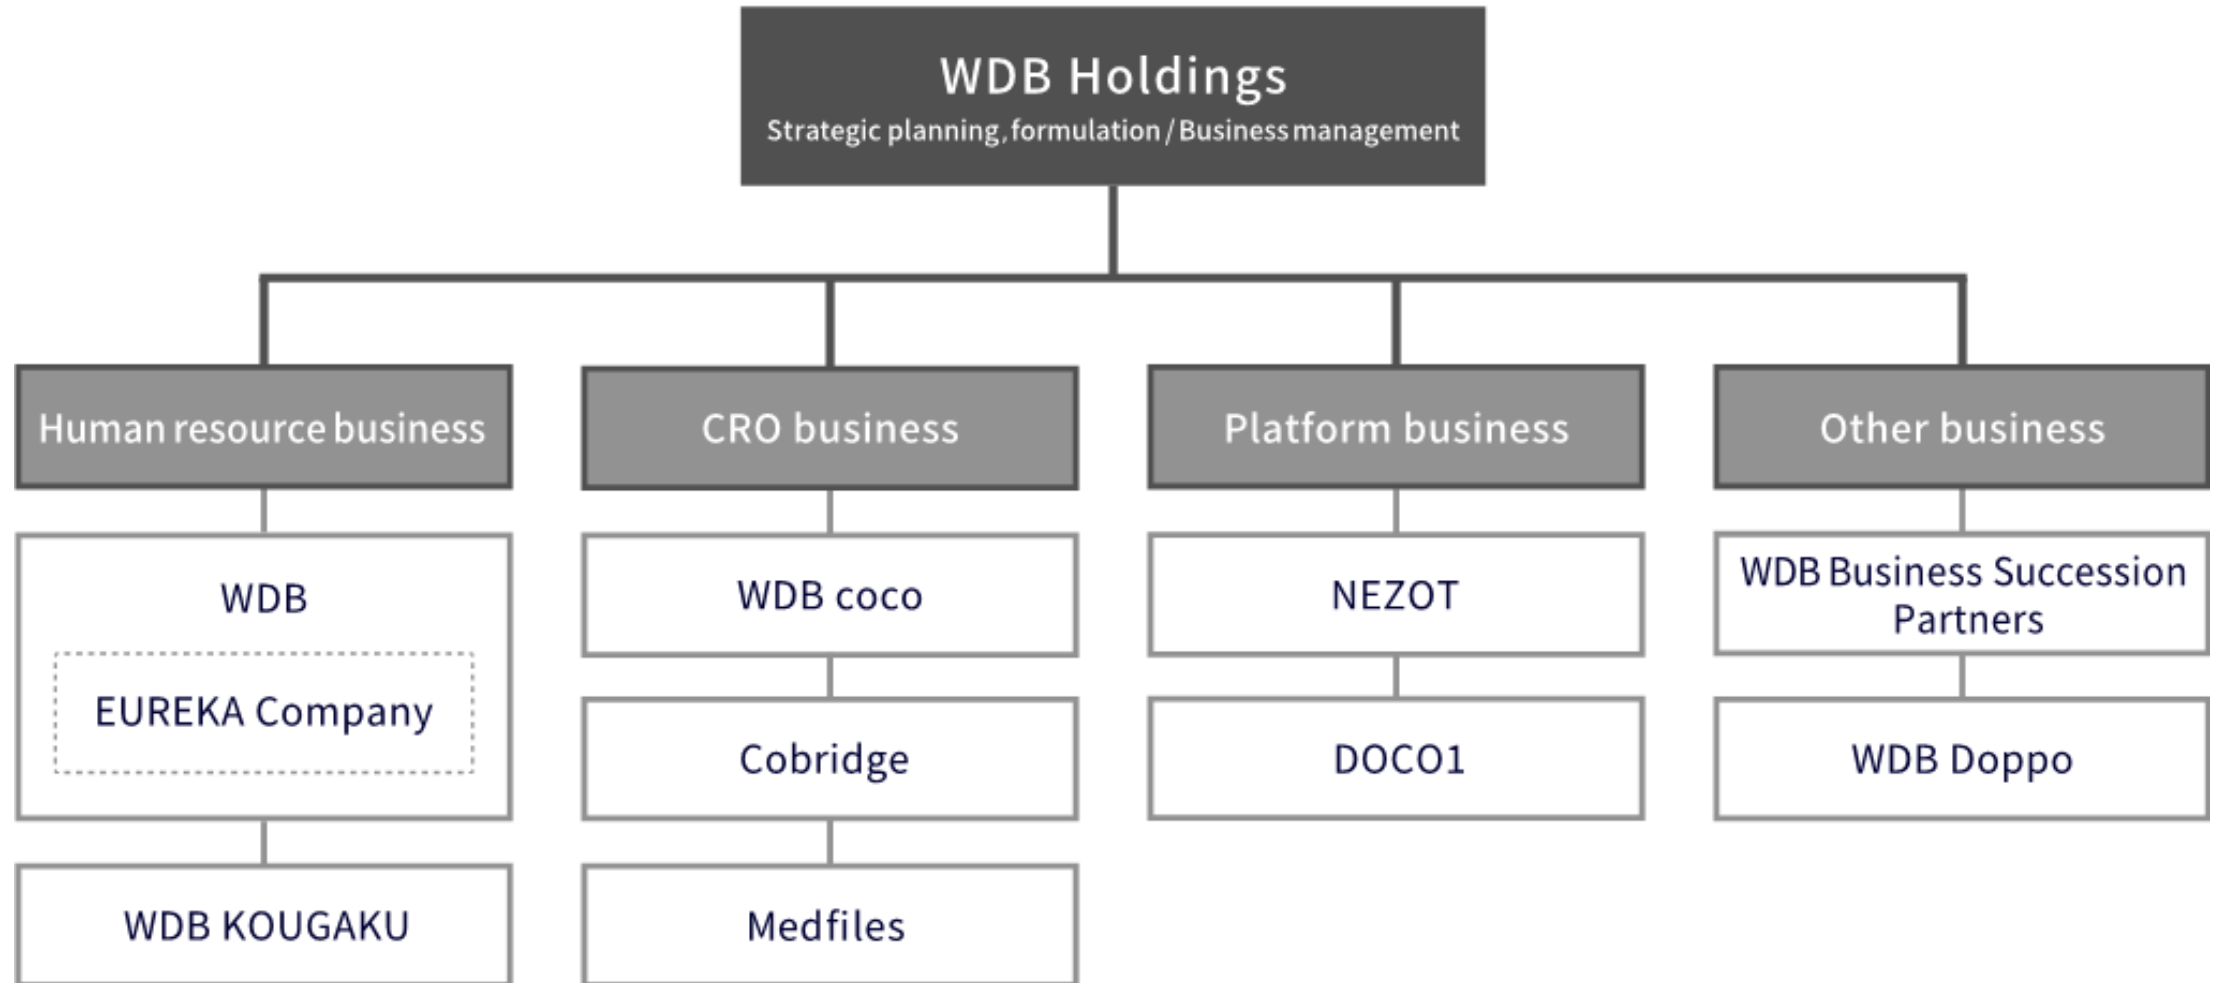 WDB Holdings
Strategic planning, formulation / Business management
Human resource business
CRO business
Platform business
Other business
WDB
EUREKA Company
WDB KOUGAKU
WDB coco
Cobridge
Medfiles
NEZOT
DOCO1
WDB Business Succession
Partners
WDB Doppo